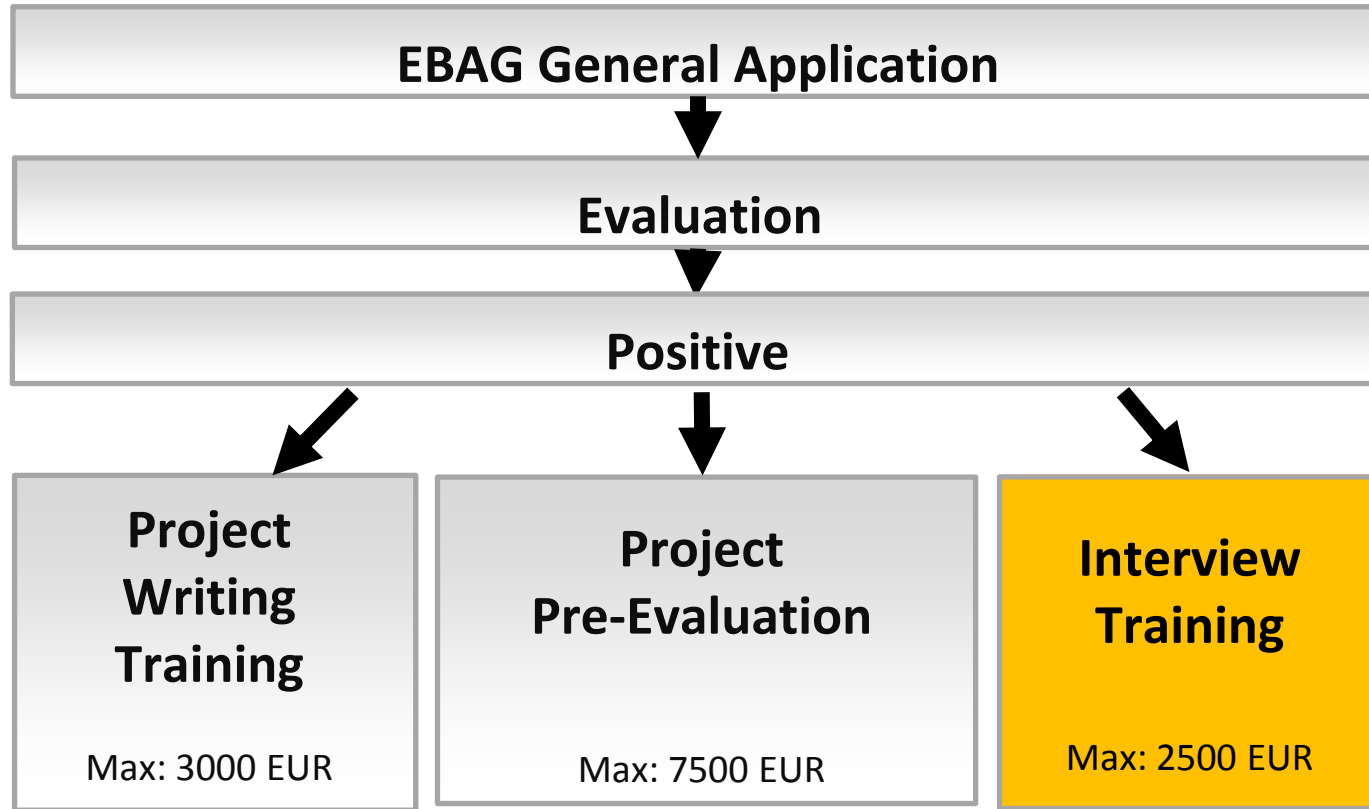 EBAG General Application
Evaluation
Positive
Project
Writing
Training
Max: 3000 EUR
Project
Pre-Evaluation
Max: 7500 EUR
Interview
Training
Max: 2500 EUR